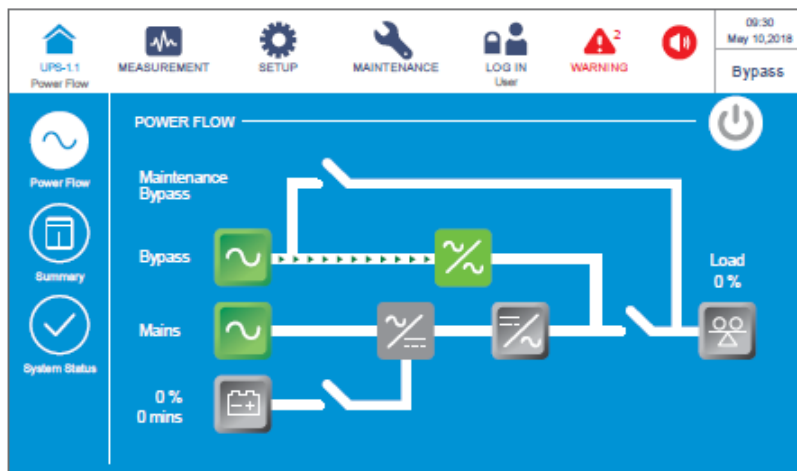 UPS-1.1
Power Flow
MEASUREMENT
SETUP
MAINTENANCE
LOG IN
User
2
WARNING
09:30
May 10,2018
Bypass
POWER FLOW
Power Flow
Summary
System Status
Maintenance
Bypass
Bypass
Load
0 %
Mains
0 %
0 mins